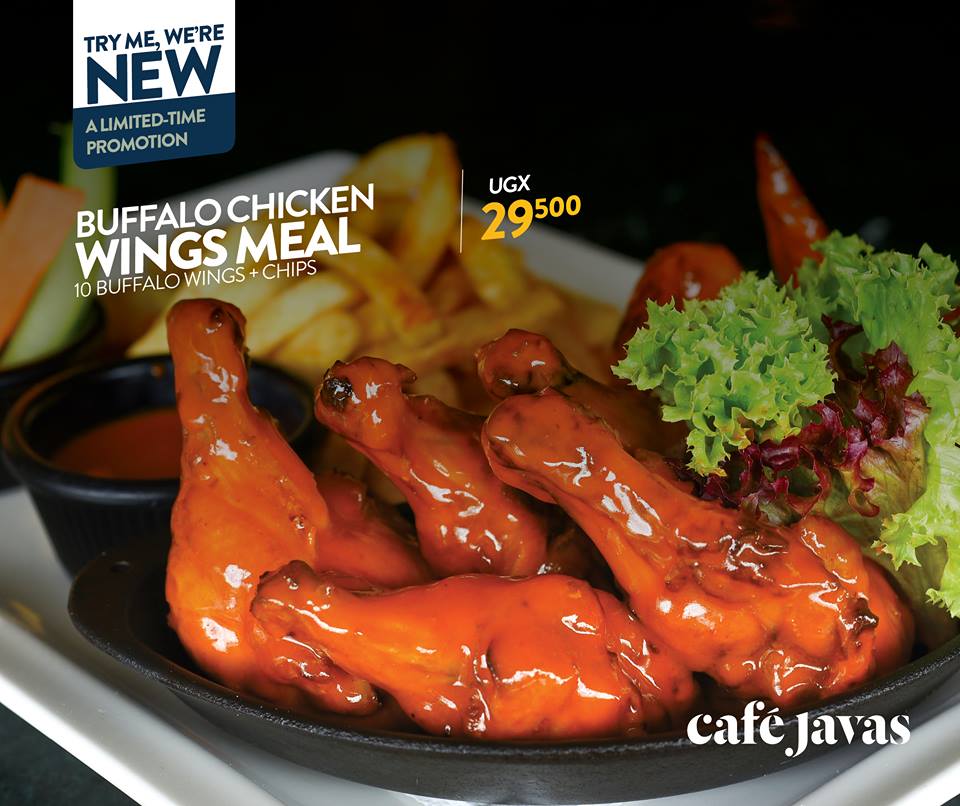 TRY ME, WE'RE
NEW
A LIMITED-TIME
PROMOTION
BUFFALO CHICKEN
WINGS MEAL
10 BUFFALO WINGS + CHIPS
UGX
29500
café Javas